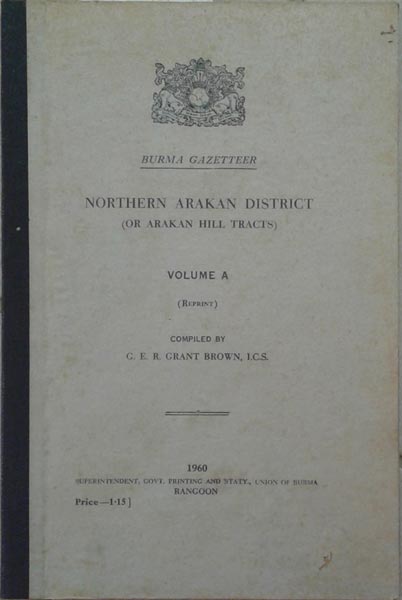 BURMA GAZETTEER
NORTHERN ARAKAN DISTRICT
(OR ARAKAN HILL TRACTS)
VOLUME A
(REPRINT)
COMPILED BY
G. E. R. GRANT BROWN, I.C.S.
1960
SUPERINTENDENT, GOVT. PRINTING AND STATY., UNION OF BURMA
RANGOON
Price—1·15]